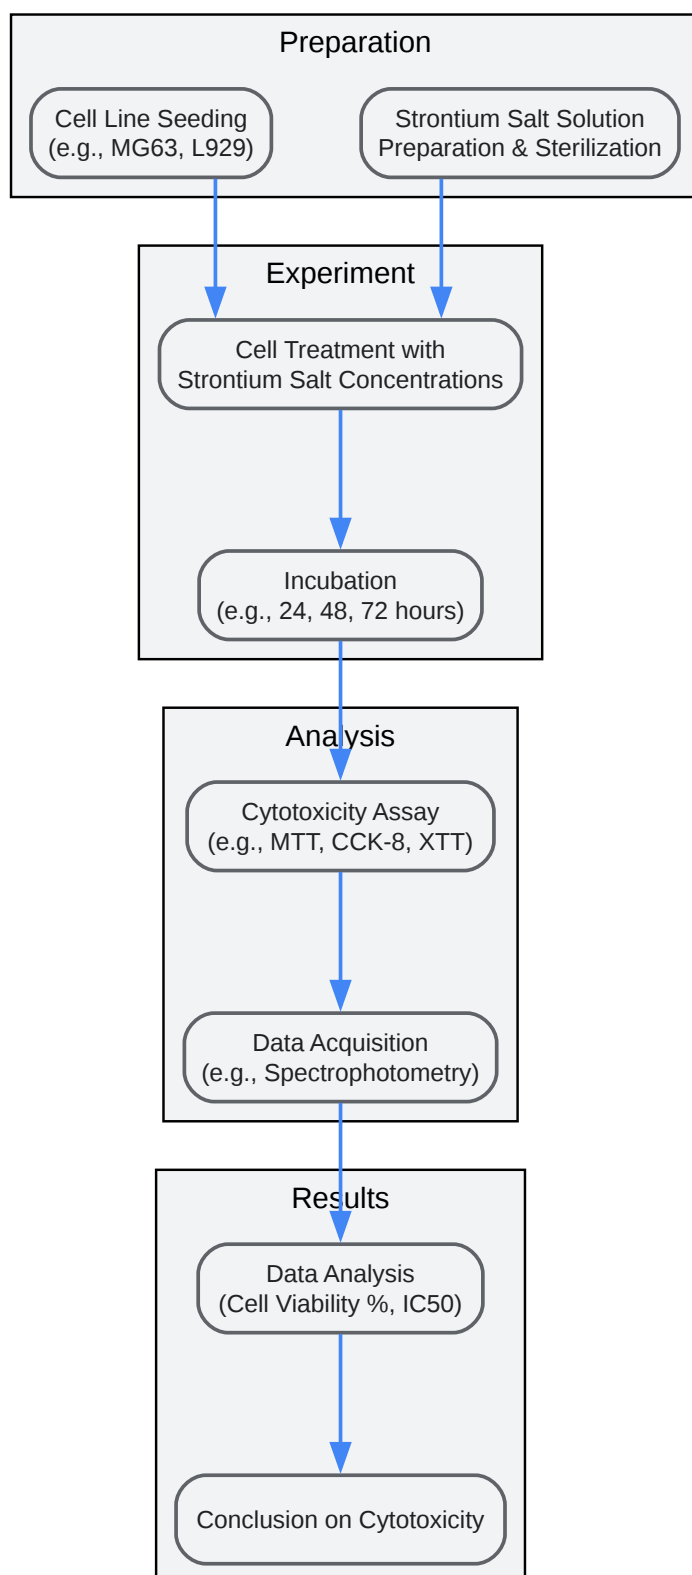 Preparation
Cell Line Seeding
(e.g., MG63, L929)
Strontium Salt Solution
Preparation & Sterilization
Experiment
Cell Treatment with
Strontium Salt Concentrations
Incubation
(e.g., 24, 48, 72 hours)
Analysis
Cytotoxicity Assay
(e.g., MTT, CCK-8, XTT)
Data Acquisition
(e.g., Spectrophotometry)
Results
Data Analysis
(Cell Viability %, IC50)
Conclusion on Cytotoxicity